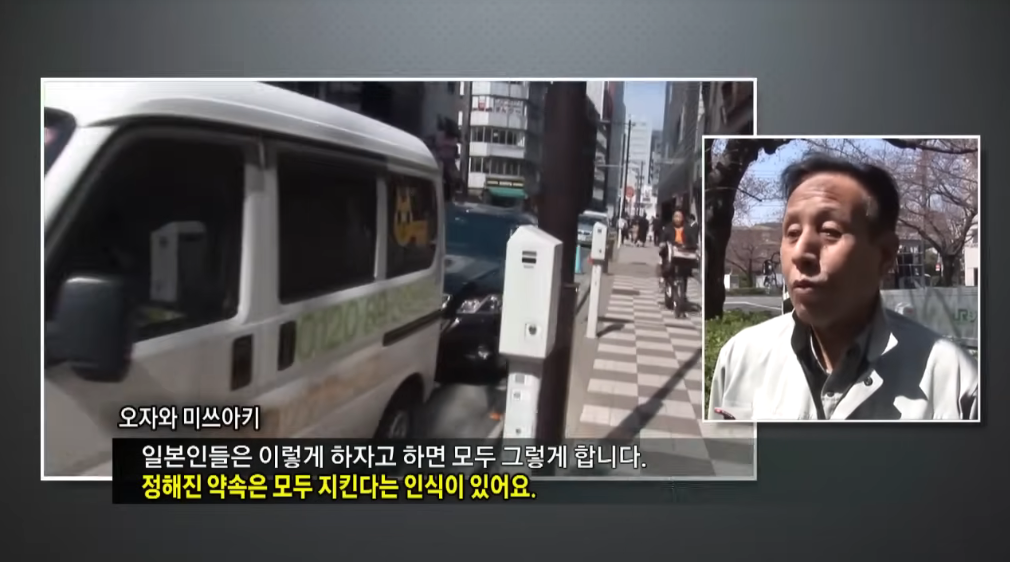 오자와 미쓰아키
일본인들은 이렇게 하자고 하면 모두 그렇게 합니다.
정해진 약속은 모두 지킨다는 인식이 있어요.
0120